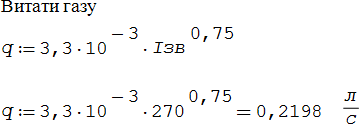 Витати газу
q := 3,3 · 10^-3 · Iзв^0,75
q := 3,3 · 10^-3 · 270^0,75 = 0,2198 л/с